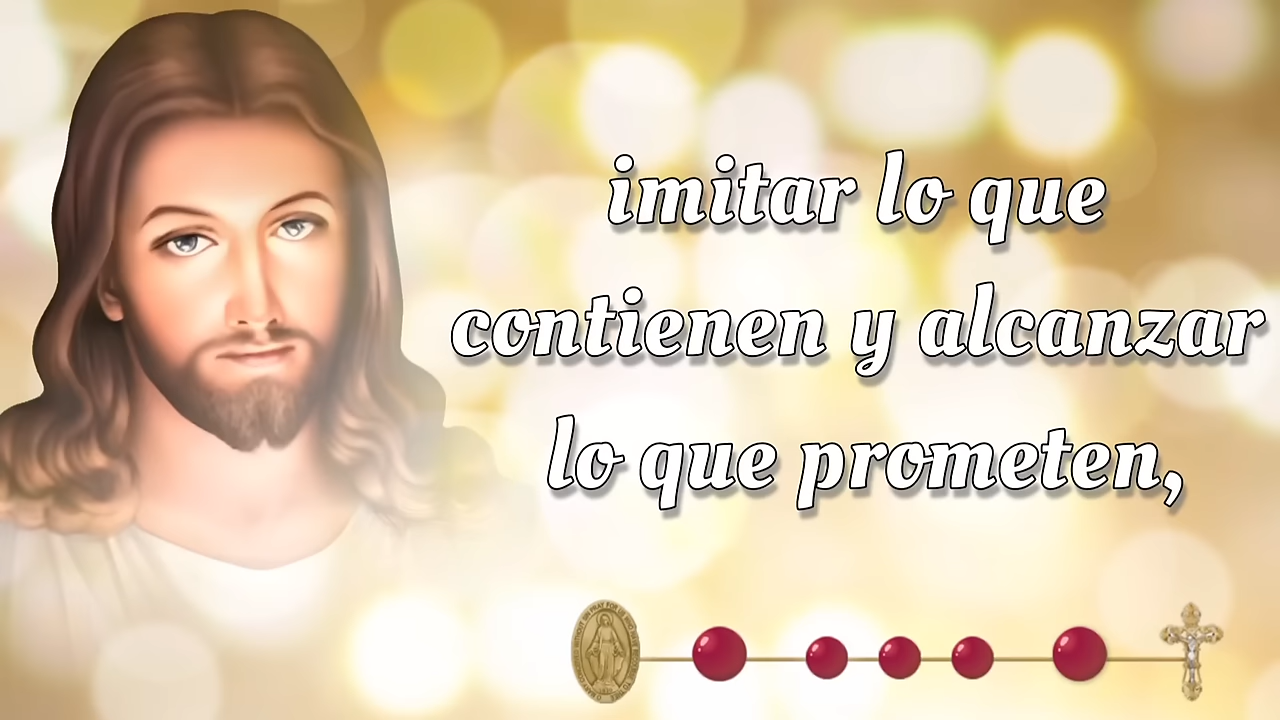 imitar lo que
contienen y alcanzar
lo que prometen,